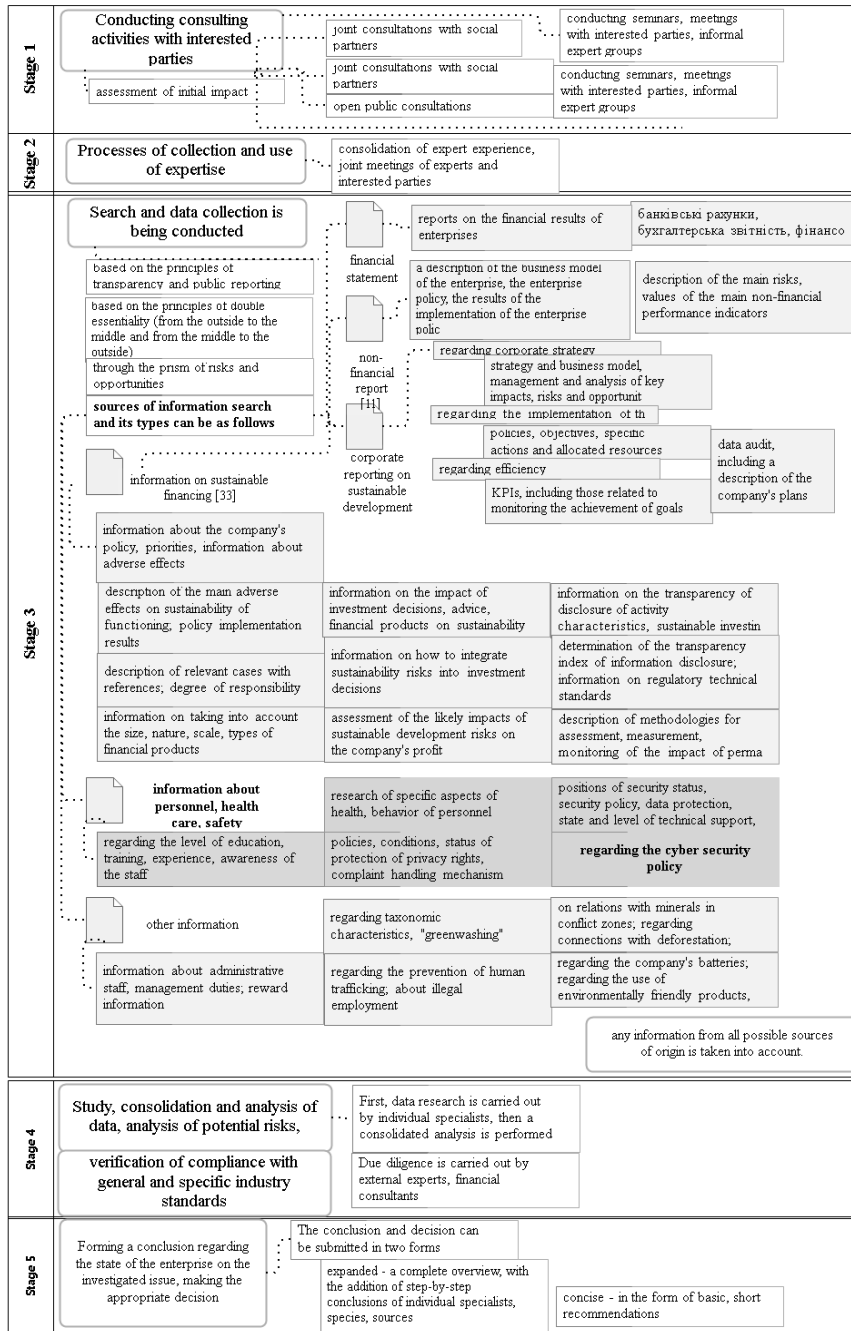 Stage 1
Conducting consulting
activities with interested
parties
joint consultations with social
partners
conducting seminars, meetings
with interested parties, informal
expert groups
assessment of initial impact
joint consultations with social
partners
open public consultations
conducting seminars, meetings
with interested parties, informal
expert groups
Stage 2
Processes of collection and use
of expertise
consolidation of expert experience,
joint meetings of experts and
interested parties
Stage 3
Search and data collection is
being conducted
based on the principles of
transparency and public reporting
based on the principles of double
essentiality (from the outside to the
middle and from the middle to the
outside)
through the prism of risks and
opportunities
sources of information search
and its types can be as follows
financial
statement
reports on the financial results of
enterprises
банківські рахунки,
бухгалтерська звітність, фінансо
non-
financial
report
[11]
a description of the business model
of the enterprise, the enterprise
policy, the results of the
implementation of the enterprise
polic
description of the main risks,
values of the main non-financial
performance indicators
corporate
reporting on
sustainable
development
regarding corporate strategy
strategy and business model,
management and analysis of key
impacts, risks and opportunit
regarding the implementation of th
policies, objectives, specific
actions and allocated resources
regarding efficiency
KPIs, including those related to
monitoring the achievement of goals
data audit,
including a
description of the
company's plans
information on sustainable
financing [33]
information about the company's
policy, priorities, information about
adverse effects
description of the main adverse
effects on sustainability of
functioning; policy implementation
results
information on the impact of
investment decisions, advice,
financial products on sustainability
information on the transparency of
disclosure of activity
characteristics, sustainable investin
description of relevant cases with
references; degree of responsibility
information on how to integrate
sustainability risks into investment
decisions
determination of the transparency
index of information disclosure;
information on regulatory technical
standards
information on taking into account
the size, nature, scale, types of
financial products
assessment of the likely impacts of
sustainable development risks on
the company's profit
description of methodologies for
assessment, measurement,
monitoring of the impact of perma
information about
personnel, health
care, safety
research of specific aspects of
health, behavior of personnel
positions of security status,
security policy, data protection,
state and level of technical support,
regarding the level of education,
training, experience, awareness of
the staff
policies, conditions, status of
protection of privacy rights,
complaint handling mechanism
regarding the cyber security
policy
other information
regarding taxonomic
characteristics, "greenwashing"
on relations with minerals in
conflict zones; regarding
connections with deforestation;
information about administrative
staff, management duties; reward
information
regarding the prevention of human
trafficking; about illegal
employment
regarding the company's batteries;
regarding the use of
environmentally friendly products,
any information from all possible sources
of origin is taken into account.
Stage 4
Study, consolidation and analysis of
data, analysis of potential risks,
First, data research is carried out
by individual specialists, then a
consolidated analysis is performed
verification of compliance with
general and specific industry
standards
Due diligence is carried out by
external experts, financial
consultants
Stage 5
Forming a conclusion regarding
the state of the enterprise on the
investigated issue, making the
appropriate decision
The conclusion and decision can
be submitted in two forms
expanded - a complete overview, with
the addition of step-by-step
conclusions of individual specialists,
species, sources
concise - in the form of basic, short
recommendations